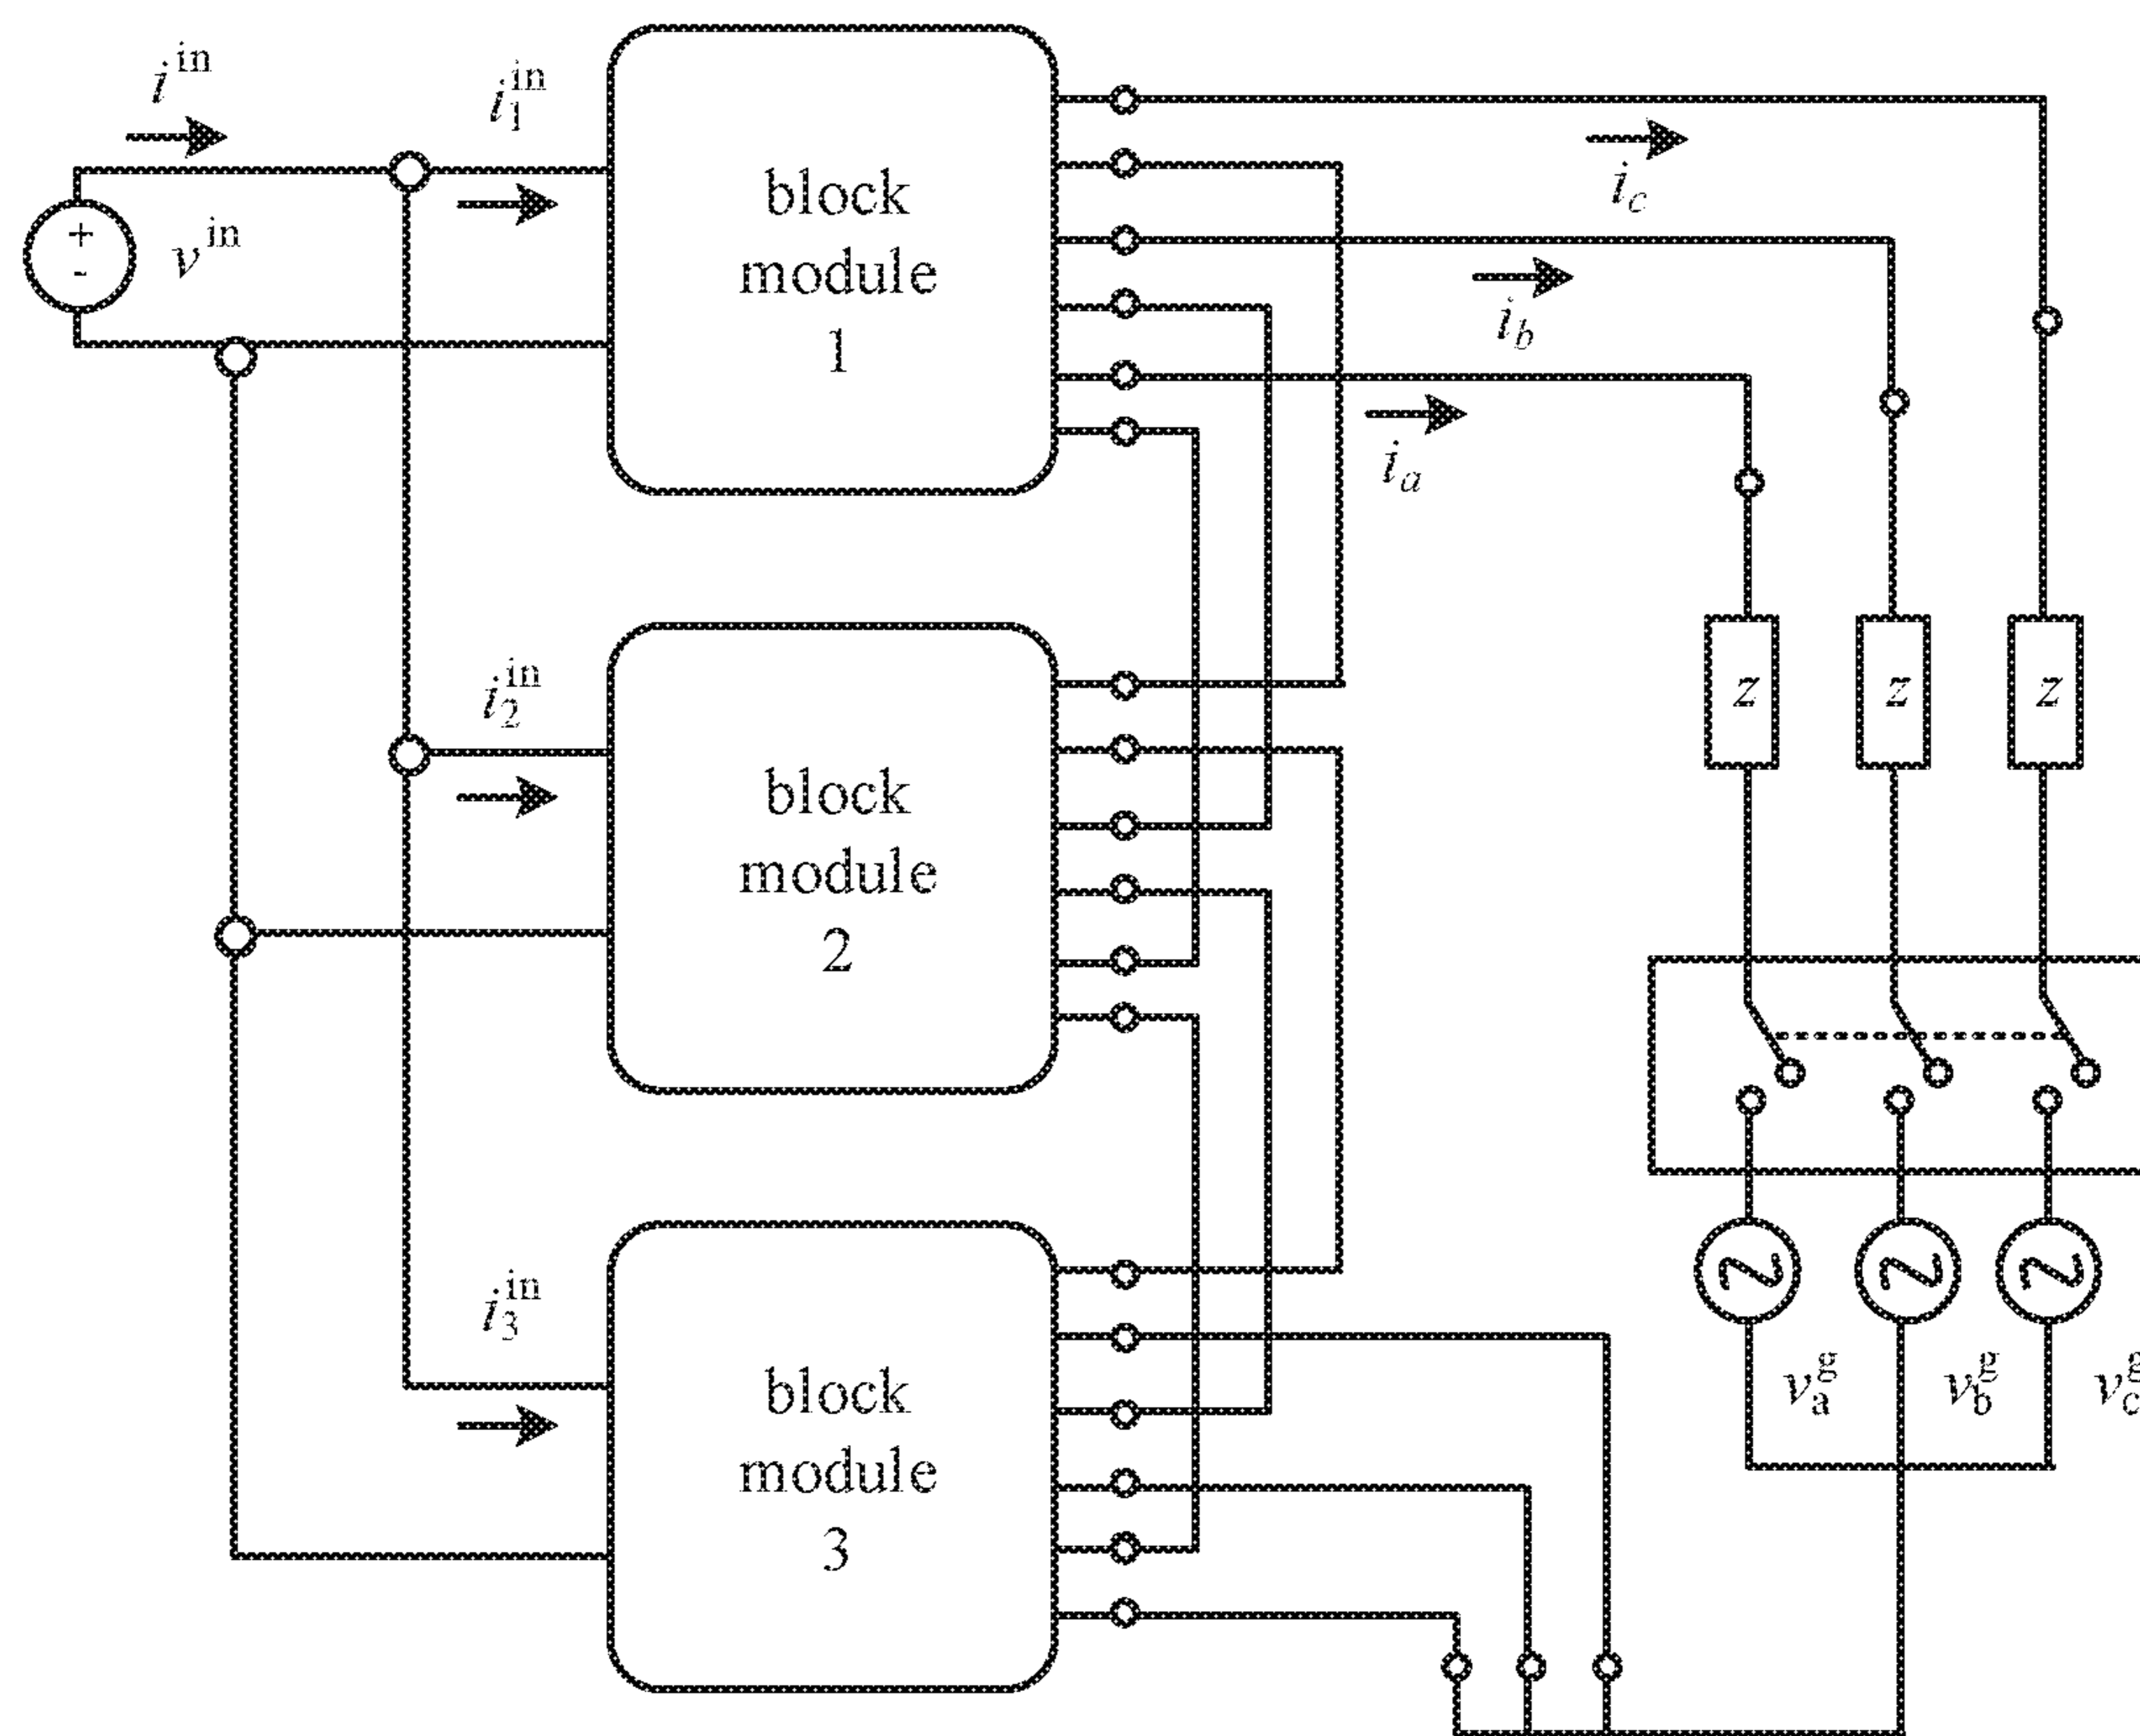 i^in
i_1^in
+
-
v^in
block
module
1
i_c
i_b
i_a
i_2^in
block
module
2
z
z
z
i_3^in
block
module
3
v_a^g
v_b^g
v_c^g